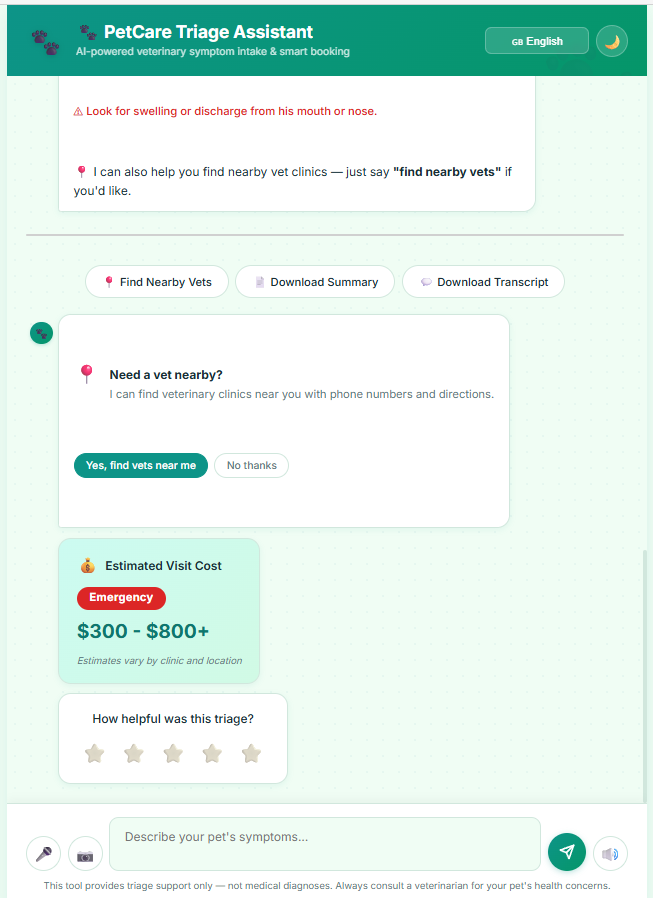 PetCare Triage Assistant
AI-powered veterinary symptom intake & smart booking
GB English
⚠ Look for swelling or discharge from his mouth or nose.
I can also help you find nearby vet clinics — just say "find nearby vets" if
you'd like.
Find Nearby Vets
Download Summary
Download Transcript
Need a vet nearby?
I can find veterinary clinics near you with phone numbers and directions.
Yes, find vets near me
No thanks
Estimated Visit Cost
Emergency
$300 - $800+
Estimates vary by clinic and location
How helpful was this triage?
Describe your pet's symptoms...
This tool provides triage support only — not medical diagnoses. Always consult a veterinarian for your pet's health concerns.